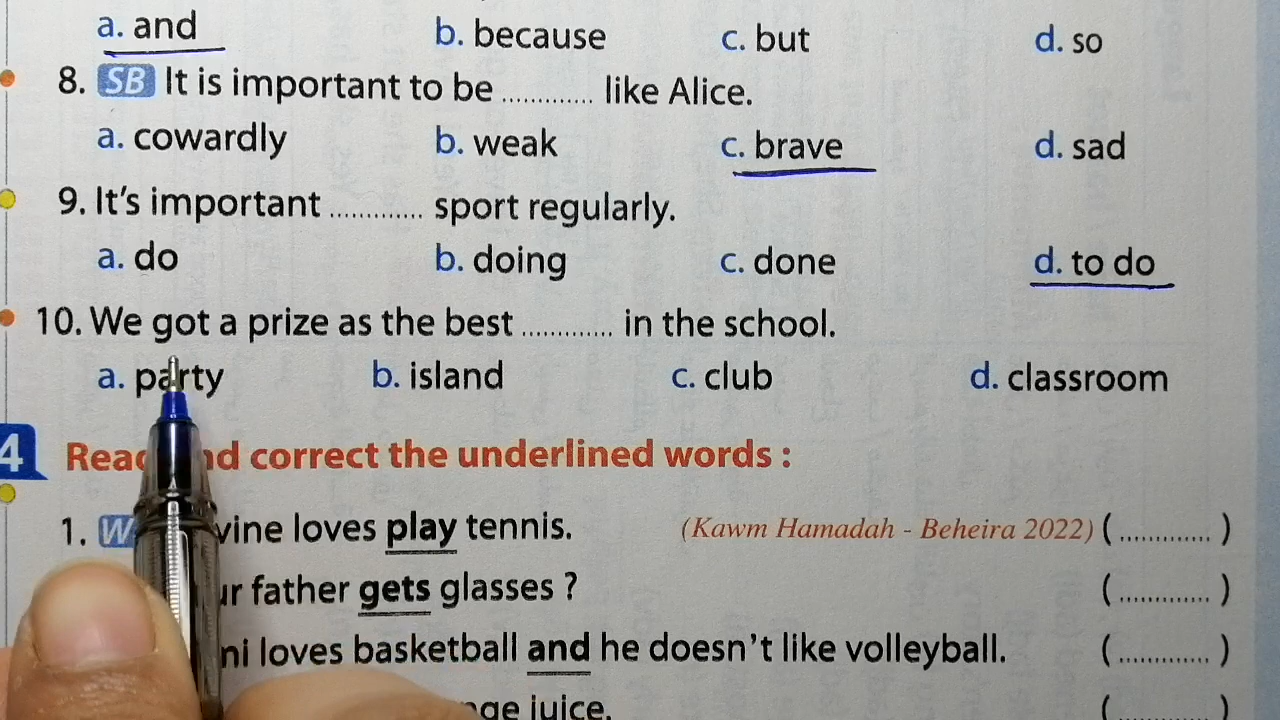 a. and b. because c. but d. so
8. SB It is important to be ............. like Alice.
a. cowardly b. weak c. brave d. sad
9. It's important ............. sport regularly.
a. do b. doing c. done d. to do
10. We got a prize as the best ............. in the school.
a. party b. island c. club d. classroom
4 Read and correct the underlined words :
1. loves play tennis. (Kawm Hamadah - Beheira 2022) (.............)
father gets glasses ? (.............)
loves basketball and he doesn't like volleyball. (.............)
juice. (.............)